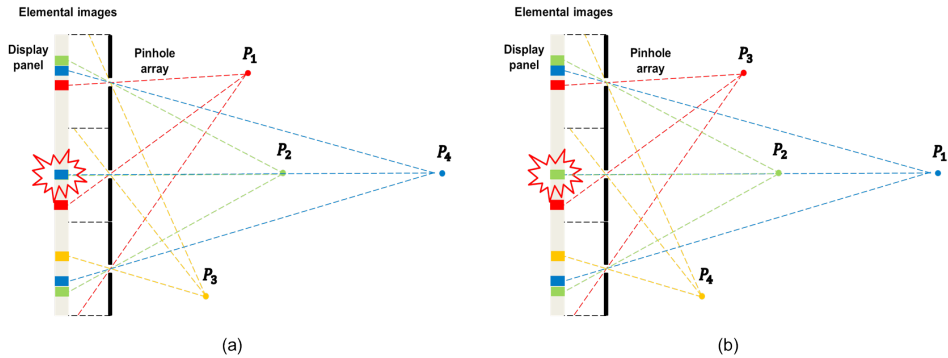 Elemental images
Display
panel
Pinhole
array
P1
P2
P4
P3
(a)
Elemental images
Display
panel
Pinhole
array
P3
P2
P1
P4
(b)